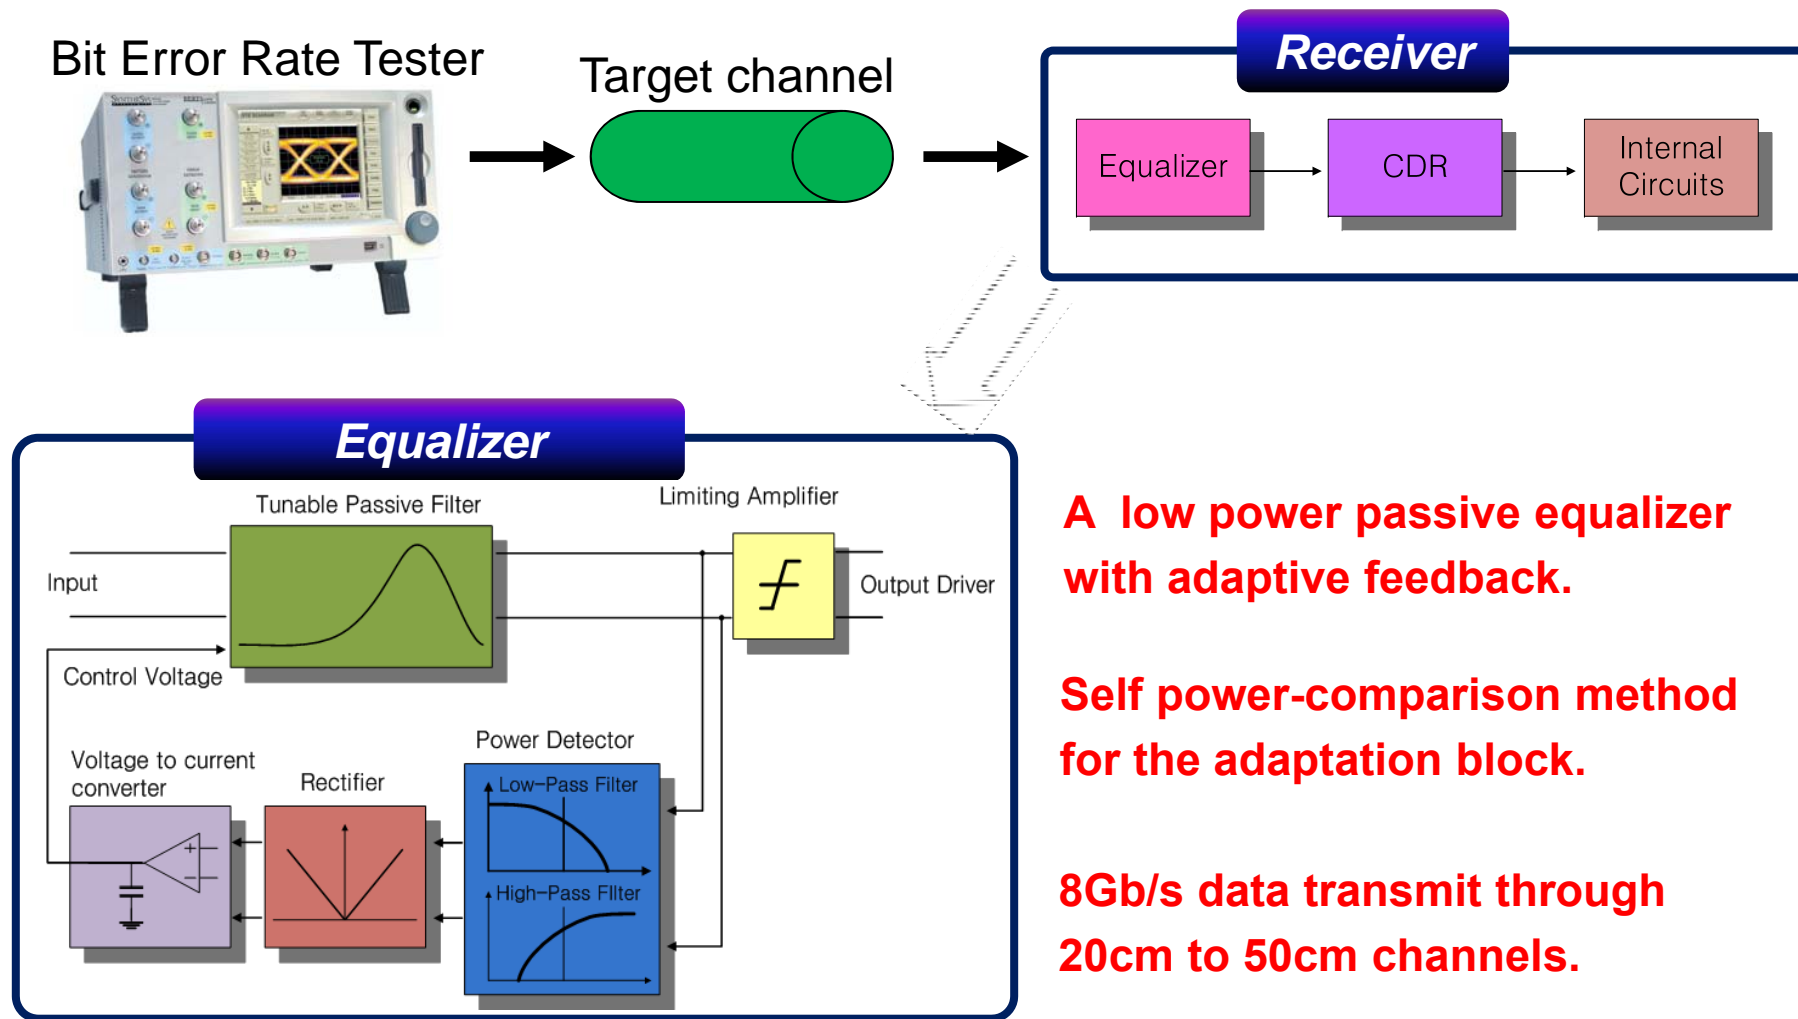 Bit Error Rate Tester
Target channel
Receiver
Equalizer
CDR
Internal
Circuits
Equalizer
Tunable Passive Filter
Limiting Amplifier
Input
Output Driver
Control Voltage
Power Detector
Voltage to current
converter
Rectifier
Low-Pass Filter
High-Pass FIlter
A  low power passive equalizer
with adaptive feedback.
Self power-comparison method
for the adaptation block.
8Gb/s data transmit through
20cm to 50cm channels.